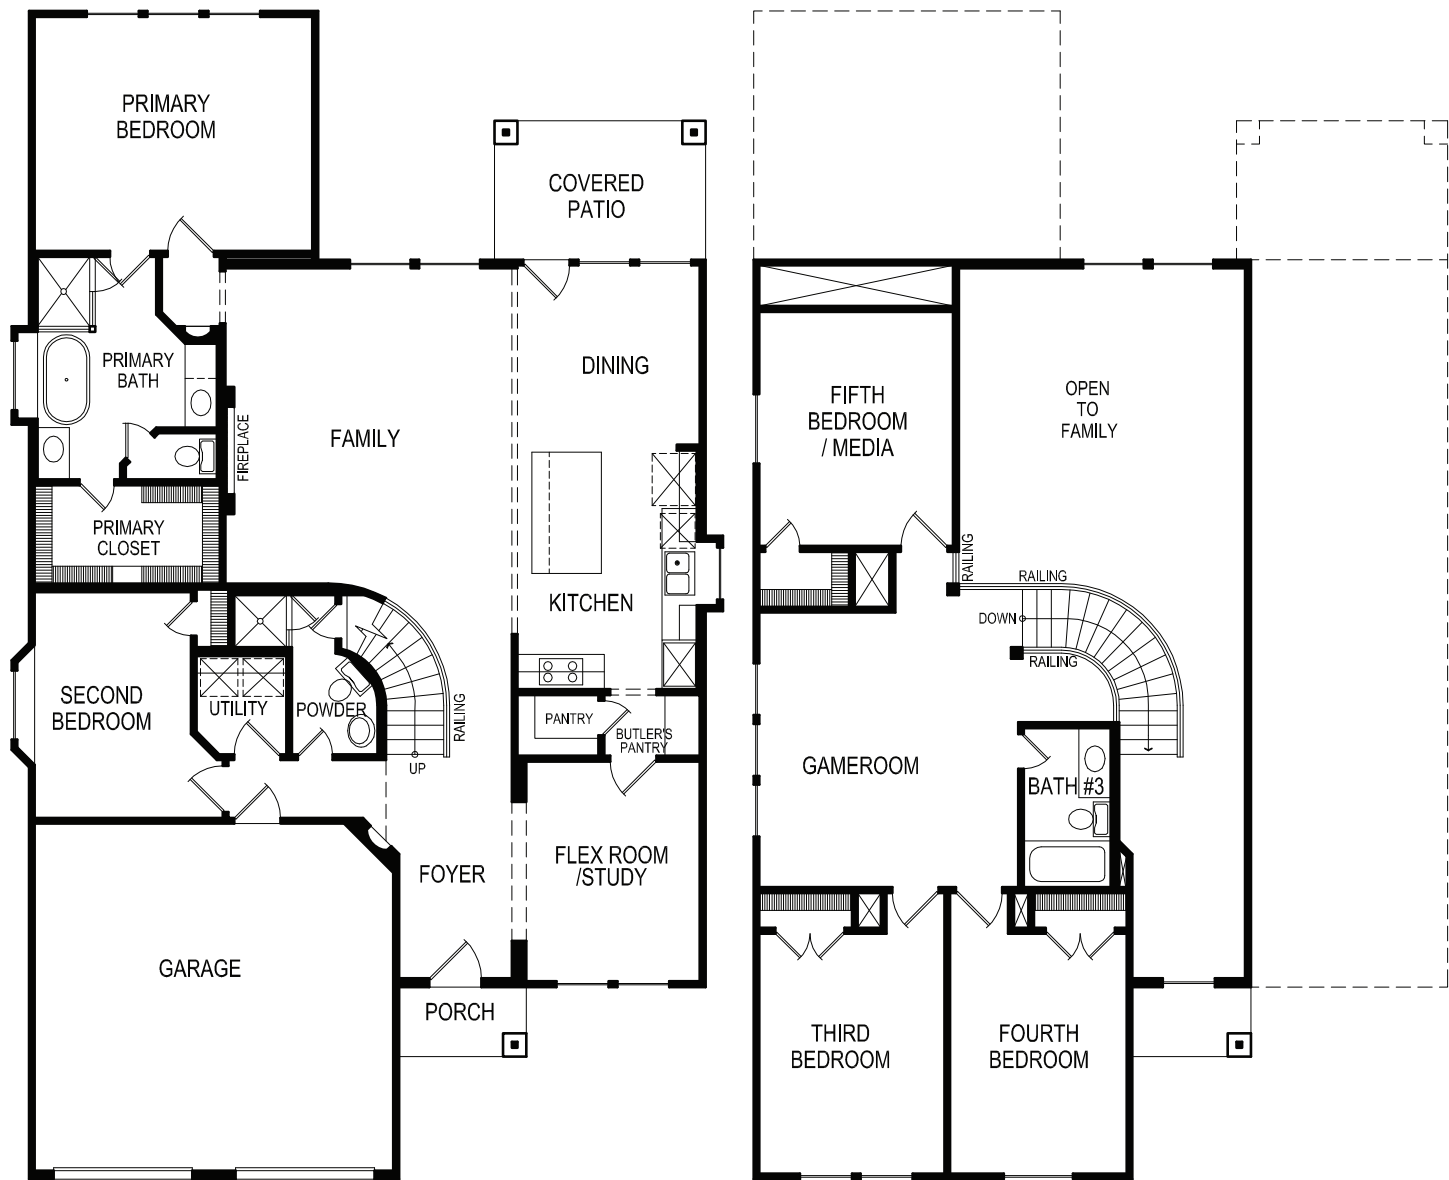 PRIMARY
BEDROOM
COVERED
PATIO
PRIMARY
BATH
DINING
FAMILY
FIREPLACE
PRIMARY
CLOSET
KITCHEN
SECOND
BEDROOM
UTILITY
POWDER
RAILING
UP
PANTRY
BUTLER'S
PANTRY
FLEX ROOM
/STUDY
FOYER
GARAGE
PORCH
FIFTH
BEDROOM
/ MEDIA
OPEN
TO
FAMILY
RAILING
RAILING
DOWN
RAILING
GAMEROOM
BATH #3
THIRD
BEDROOM
FOURTH
BEDROOM